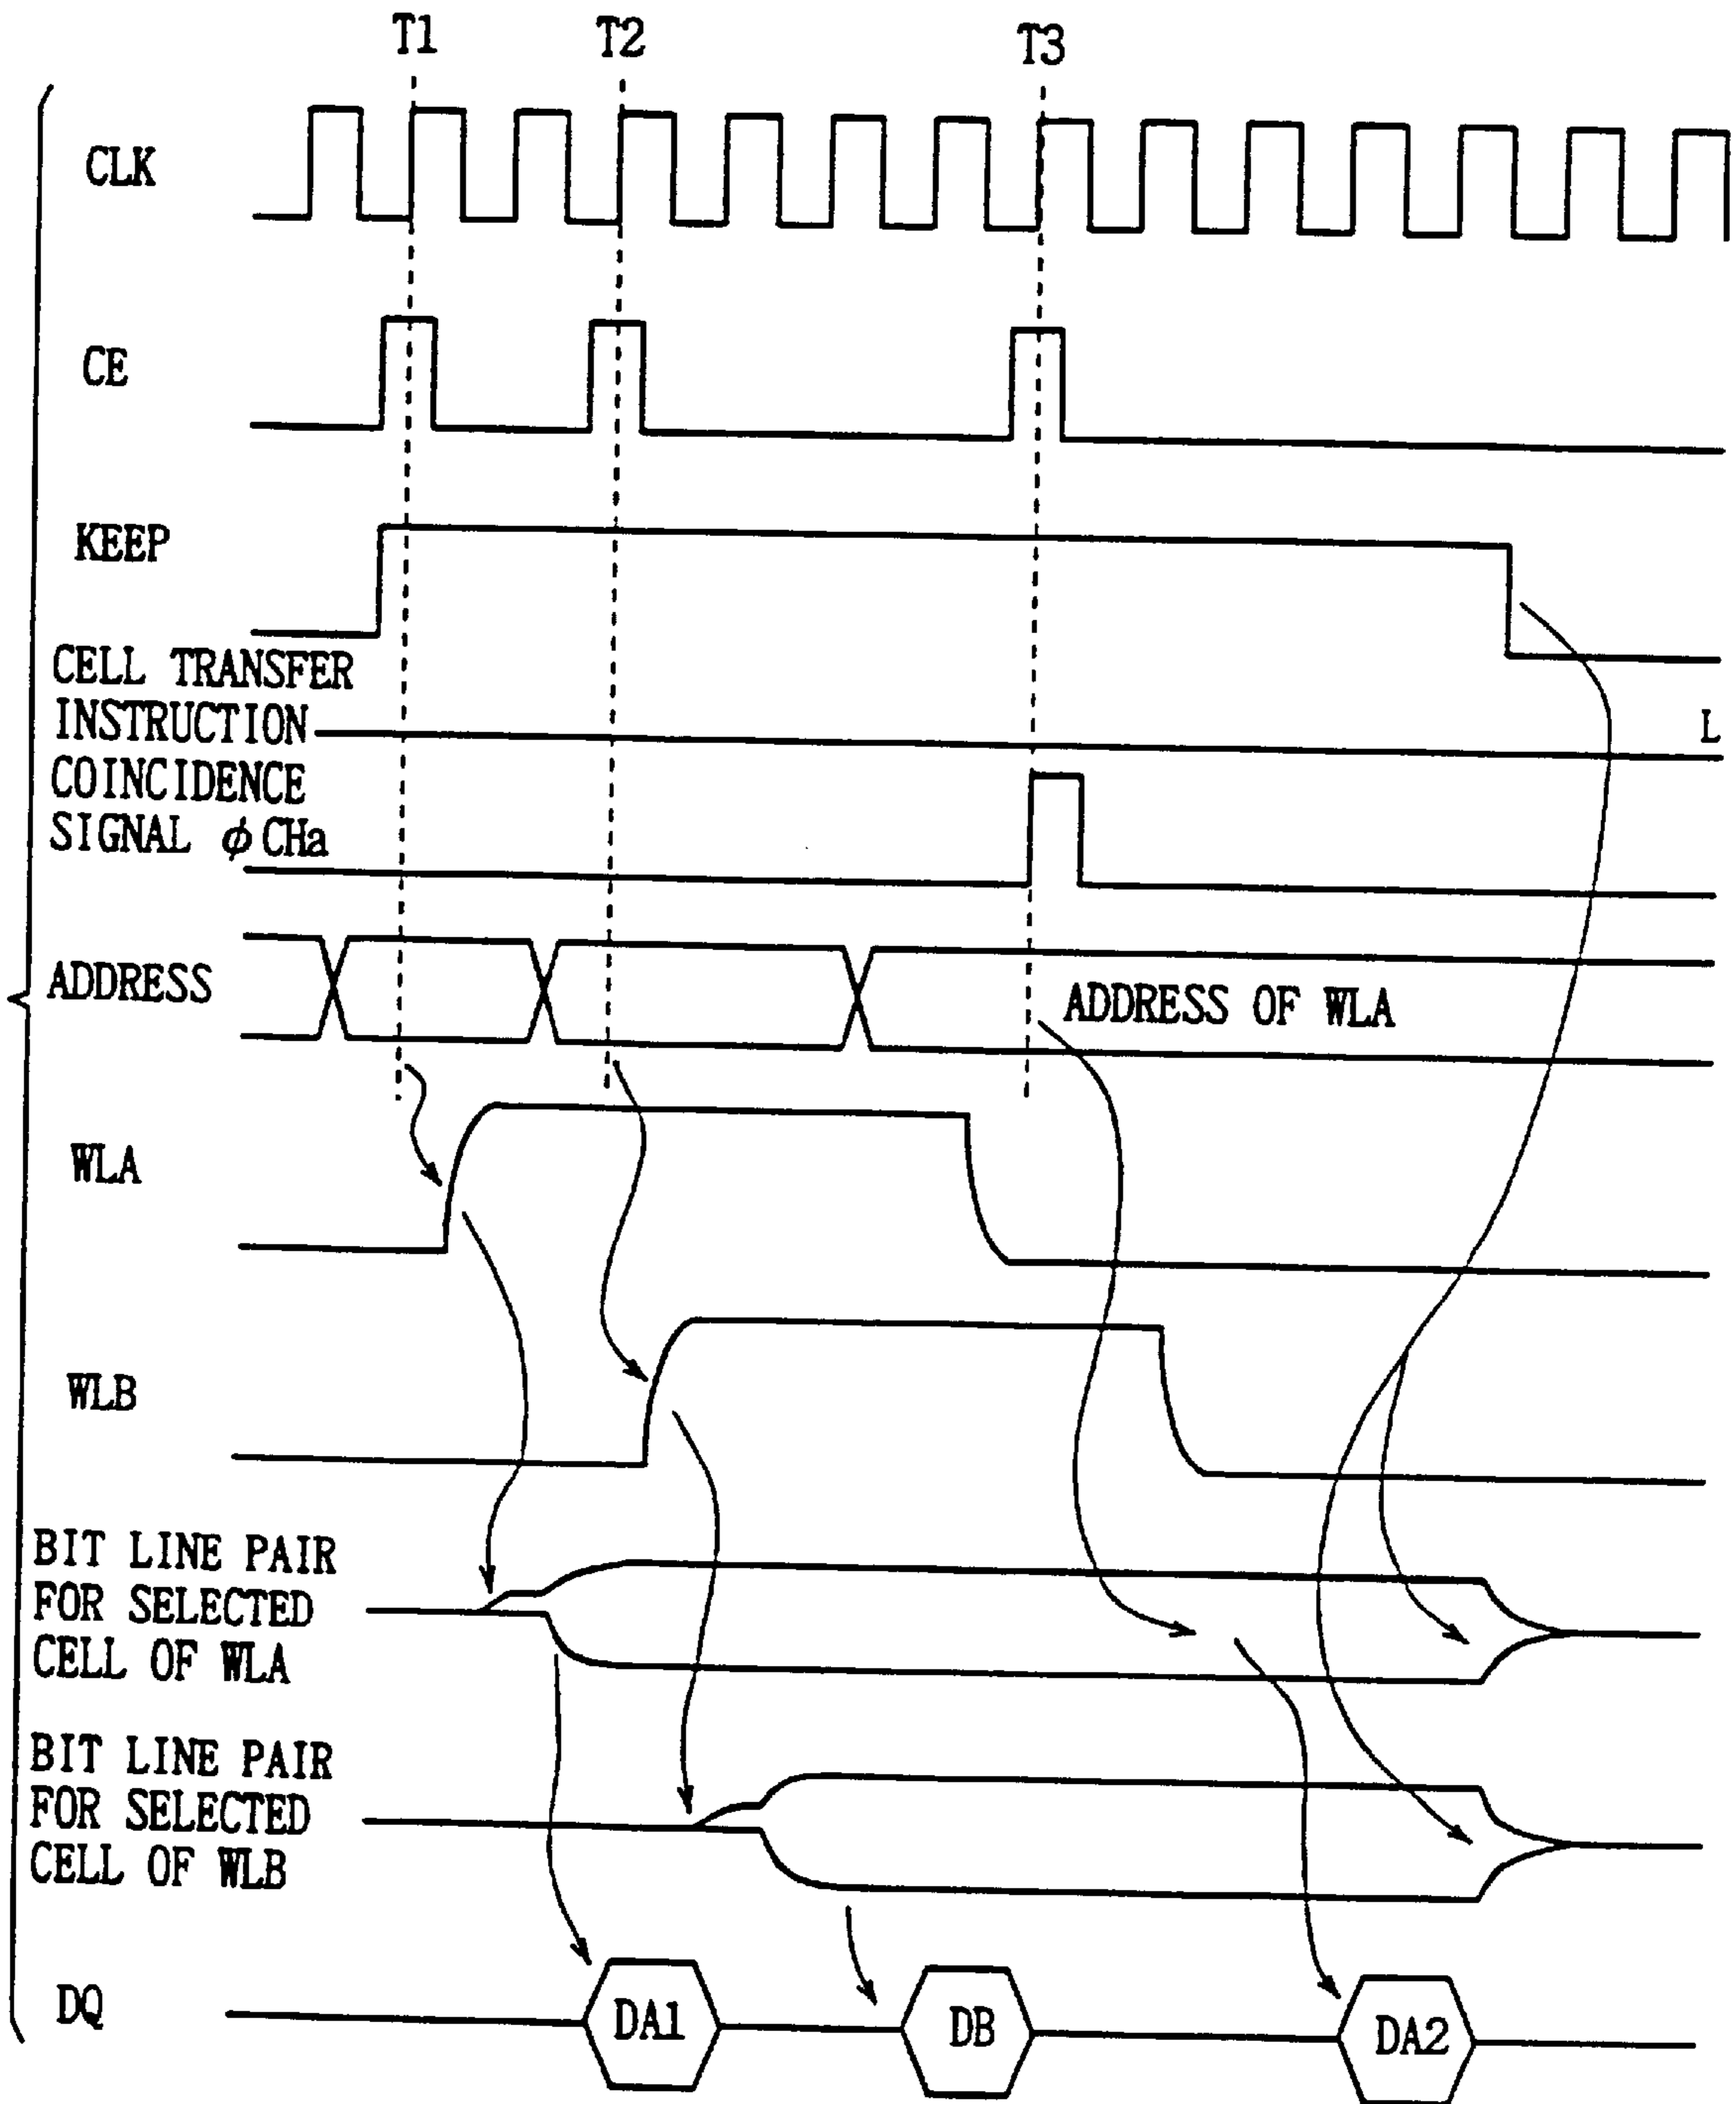 T1
T2
T3
CLK
CE
KEEP
CELL TRANSFER
INSTRUCTION
L
COINCIDENCE
SIGNAL φ CHa
ADDRESS
ADDRESS OF WLA
WLA
WLB
BIT LINE PAIR
FOR SELECTED
CELL OF WLA
BIT LINE PAIR
FOR SELECTED
CELL OF WLB
DQ
DA1
DB
DA2